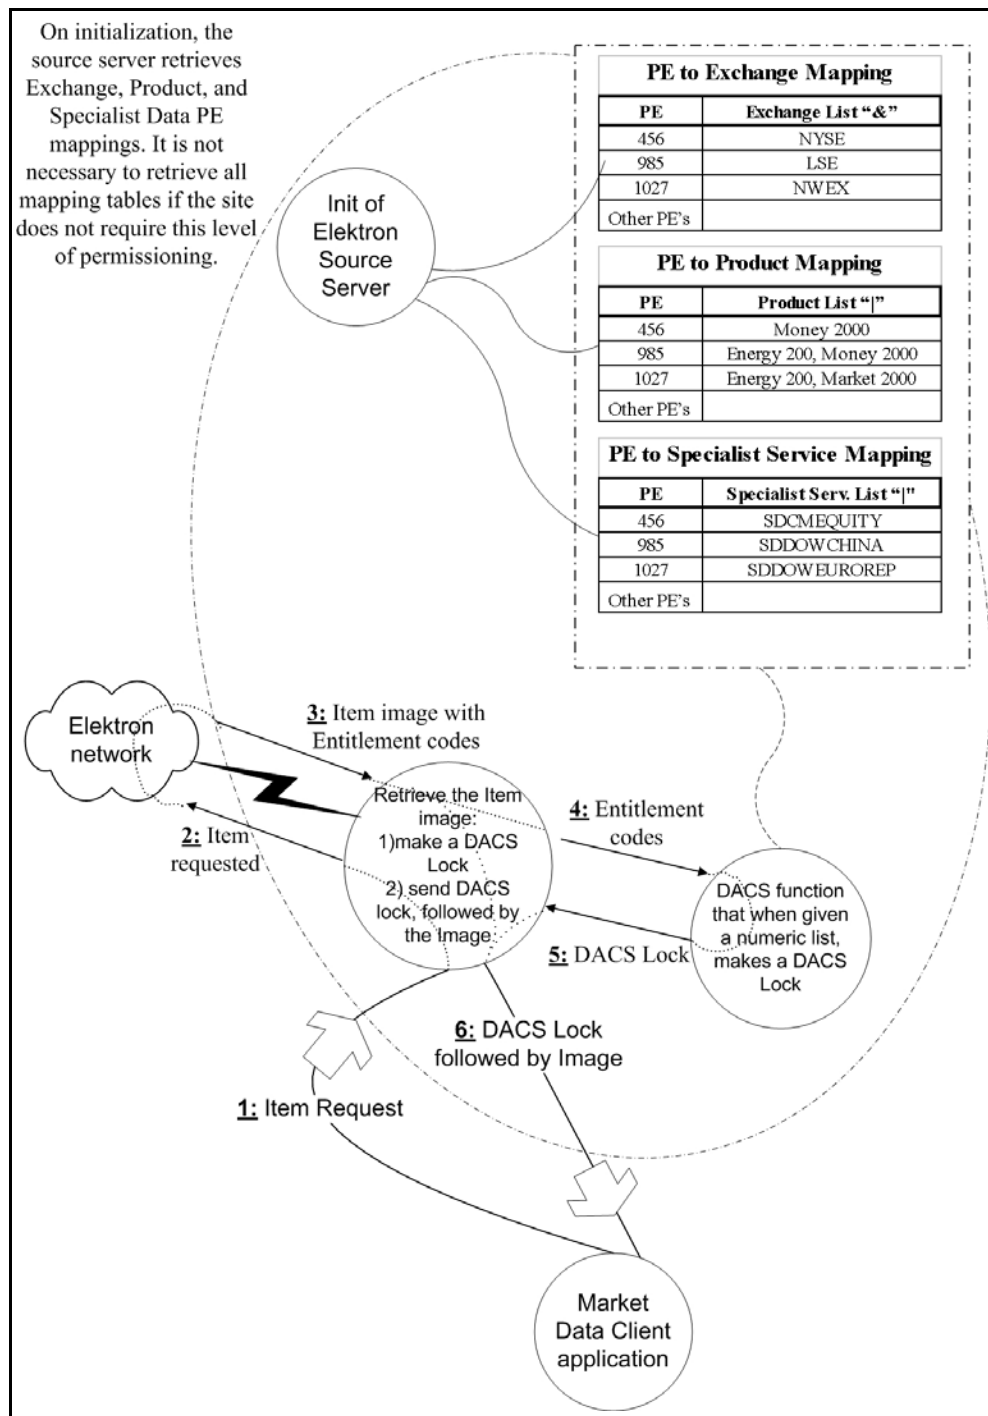 On initialization, the
source server retrieves
Exchange, Product, and
Specialist Data PE
mappings. It is not
necessary to retrieve all
mapping tables if the site
does not require this level
of permissioning.
Init of
Elektron
Source
Server
PE to Exchange Mapping
PE Exchange List “&”
456 NYSE
985 LSE
1027 NWEX
Other PE's
PE to Product Mapping
PE Product List “|”
456 Money 2000
985 Energy 200, Money 2000
1027 Energy 200, Market 2000
Other PE's
PE to Specialist Service Mapping
PE Specialist Serv. List “|”
456 SDCMEQUITY
985 SDDOWCHINA
1027 SDDOWEUROREP
Other PE's
Elektron
network
3: Item image with
Entitlement codes
2: Item
requested
Retrieve the Item
image:
1)make a DACS
Lock
2) send DACS
lock, followed by
the Image
4: Entitlement
codes
DACS function
that when given
a numeric list,
makes a DACS
Lock
5: DACS Lock
6: DACS Lock
followed by Image
1: Item Request
Market
Data Client
application